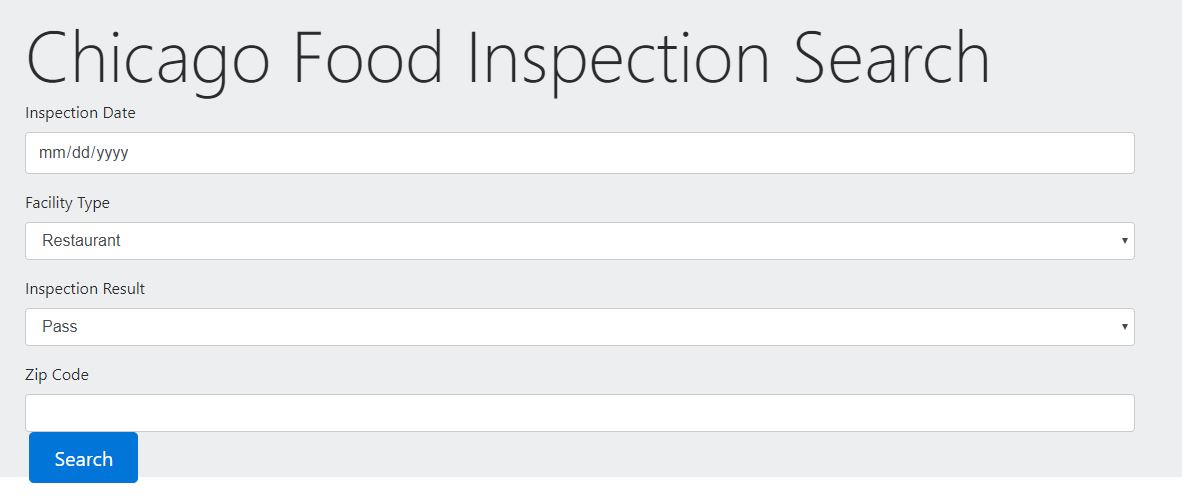 Chicago Food Inspection Search
Inspection Date
mm/dd/yyyy
Facility Type
Restaurant
Inspection Result
Pass
Zip Code
Search